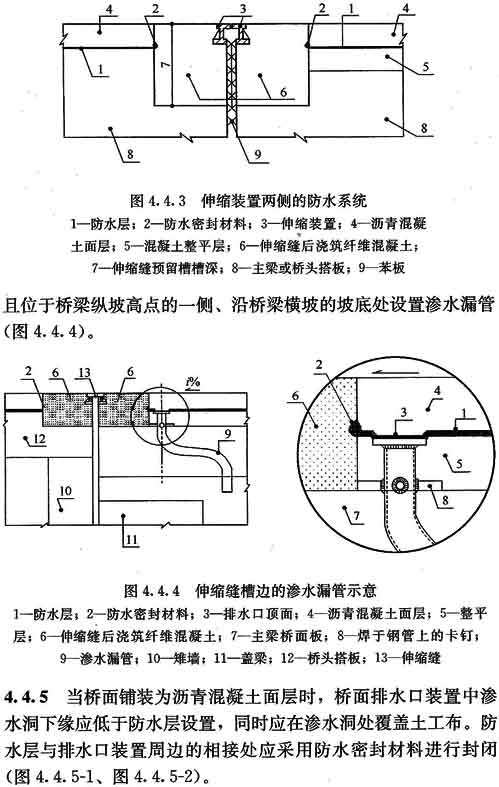 4 2 3 2 1 4
1 7 6 5
8 9 8
图 4.4.3 伸缩装置两侧的防水系统
1—防水层；2—防水密封材料；3—伸缩装置；4—沥青混凝
土面层；5—混凝土整平层；6—伸缩缝后浇筑纤维混凝土；
7—伸缩缝预留槽槽深；8—主梁或桥头搭板；9—苯板
且位于桥梁纵坡高点的一侧、沿桥梁横坡的坡底处设置渗水漏管
(图 4.4.4)。
2 6 13 6 i%
12 9
10 11
2 4
6 3 1
5
7 8
图 4.4.4 伸缩缝槽边的渗水漏管示意
1—防水层；2—防水密封材料；3—排水口顶面；4—沥青混凝土面层；5—整平
层；6—伸缩缝后浇筑纤维混凝土；7—主梁桥面板；8—焊于钢管上的卡钉；
9—渗水漏管；10—雉墙；11—盖梁；12—桥头搭板；13—伸缩缝
4.4.5 当桥面铺装为沥青混凝土面层时，桥面排水口装置中渗
水洞下缘应低于防水层设置，同时应在渗水洞处覆盖土工布。防
水层与排水口装置周边的相接处应采用防水密封材料进行封闭
(图 4.4.5-1、图 4.4.5-2)。